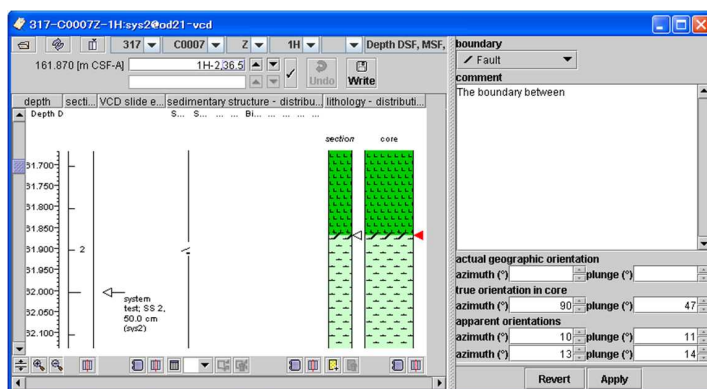 317-C0007Z-1H:sys2@od21-vcd
317 C0007 Z 1H Depth DSF, MSF,
161.870 [m CSF-A] 1H-2,36.5
Undo Write
depth secti... VCD slide e... sedimentary structure - distribu... lithology - distributi...
Depth D S... S... ... ... Bi... ... ... ...
section core
31.700
31.750
31.800
31.850
31.900 2
31.950
32.000
system
32.050
test; SS 2,
50.0 cm
32.100
(sys2)
boundary
Fault
comment
The boundary between
actual geographic orientation
azimuth (°) plunge (°)
true orientation in core
azimuth (°) 90 plunge (°) 47
apparent orientations
azimuth (°) 10 plunge (°) 11
azimuth (°) 13 plunge (°) 14
Revert Apply